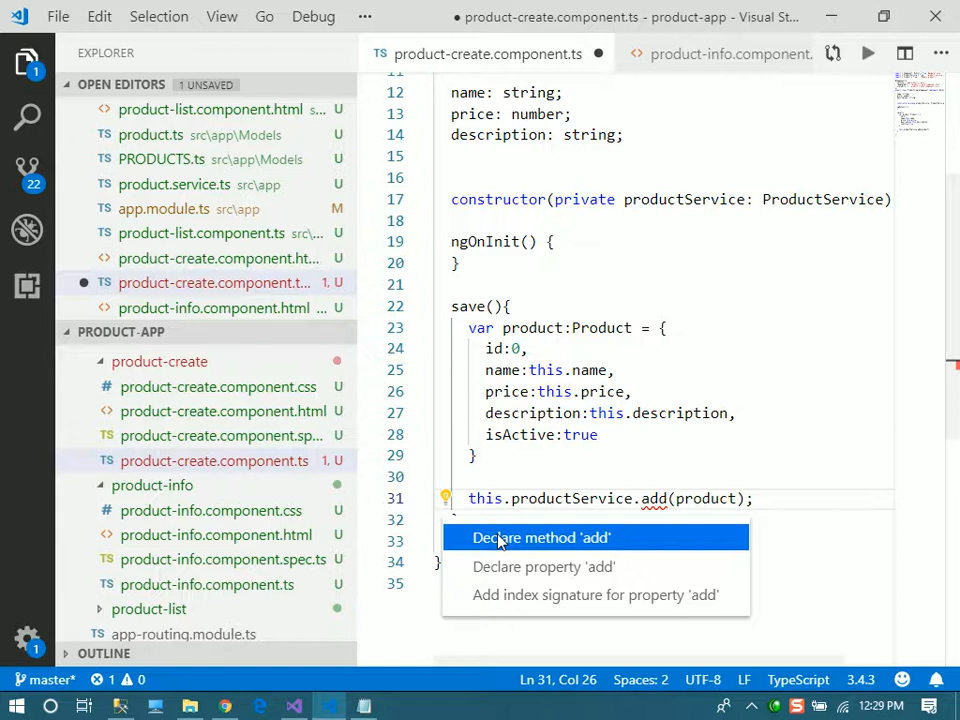 File Edit Selection View Go Debug ••• ● product-create.component.ts - product-app - Visual St...
EXPLORER
OPEN EDITORS 1 UNSAVED
<> product-list.component.html s... U
TS product.ts src\app\Models U
TS PRODUCTS.ts src\app\Models U
TS product.service.ts src\app U
TS app.module.ts src\app M
TS product-list.component.ts src\... U
<> product-create.component.ht... U
● TS product-create.component.t... 1, U
<> product-info.component.html ... U
PRODUCT-APP
product-create
# product-create.component.css U
<> product-create.component.html U
TS product-create.component.sp... U
TS product-create.component.ts 1, U
product-info
# product-info.component.css U
<> product-info.component.html U
TS product-info.component.spec.ts U
TS product-info.component.ts U
product-list
TS app-routing.module.ts
OUTLINE
1
22
1
TS product-create.component.ts ● <> product-info.component.
11
12 name: string;
13 price: number;
14 description: string;
15
16
17 constructor(private productService: ProductService)
18
19 ngOnInit() {
20 }
21
22 save(){
23 var product:Product = {
24 id:0,
25 name:this.name,
26 price:this.price,
27 description:this.description,
28 isActive:true
29 }
30
31 this.productService.add(product);
32
33
34 }
35
Declare method 'add'
Declare property 'add'
Add index signature for property 'add'
master* 1 0 Ln 31, Col 26 Spaces: 2 UTF-8 LF TypeScript 3.4.3
12:29 PM